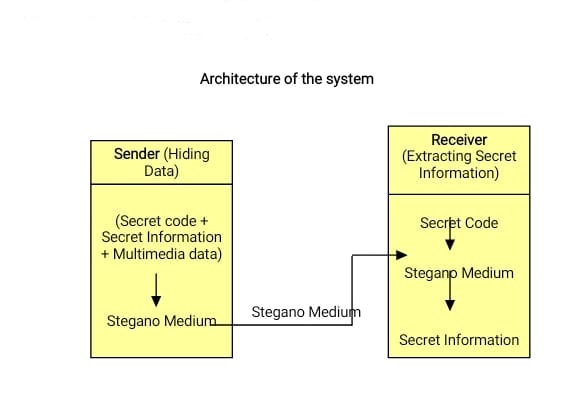 Architecture of the system
Sender (Hiding
Data)
(Secret code +
Secret Information
+ Multimedia data)
Stegano Medium
Stegano Medium
Receiver
(Extracting Secret
Information)
Secret Code
Stegano Medium
Secret Information